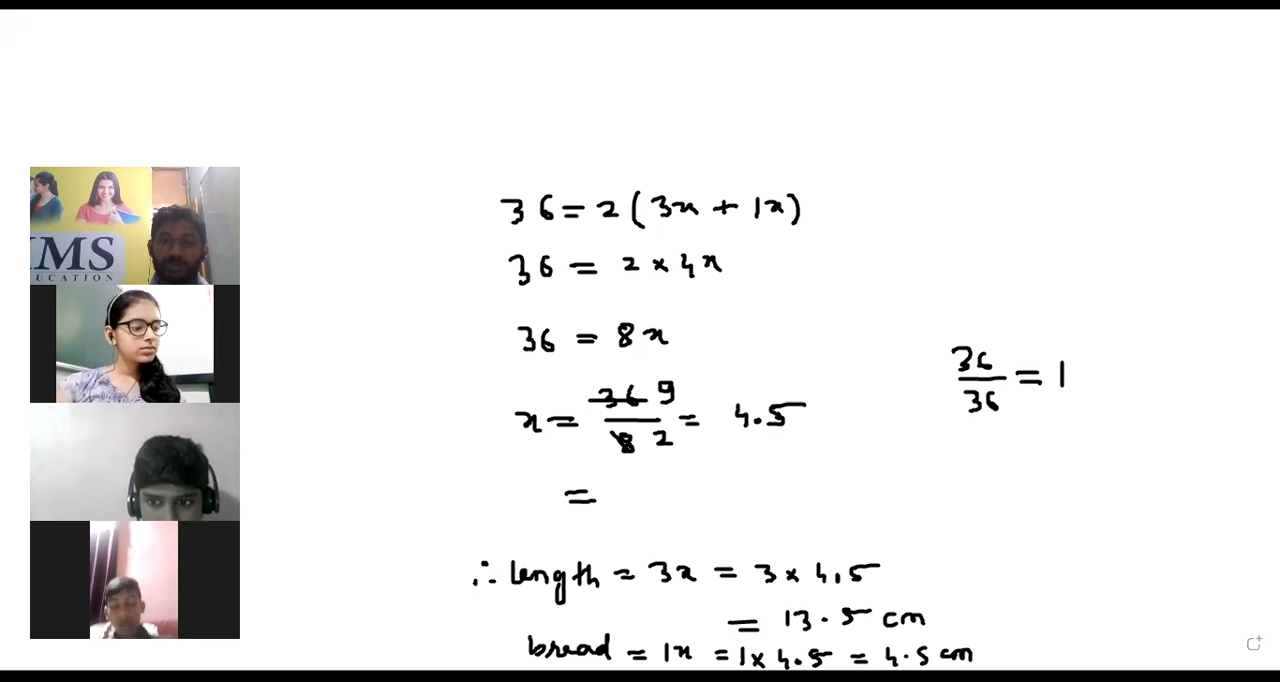 36 = 2 ( 3x + 1x )
36 = 2 × 4x
36 = 8x
x = 36 9 / 8 2 = 4.5
36 / 36 = 1
=
∴ length = 3x = 3 × 4.5
= 13.5 cm
bread = 1x = 1 × 4.5 = 4.5 cm
IMS
EDUCATION